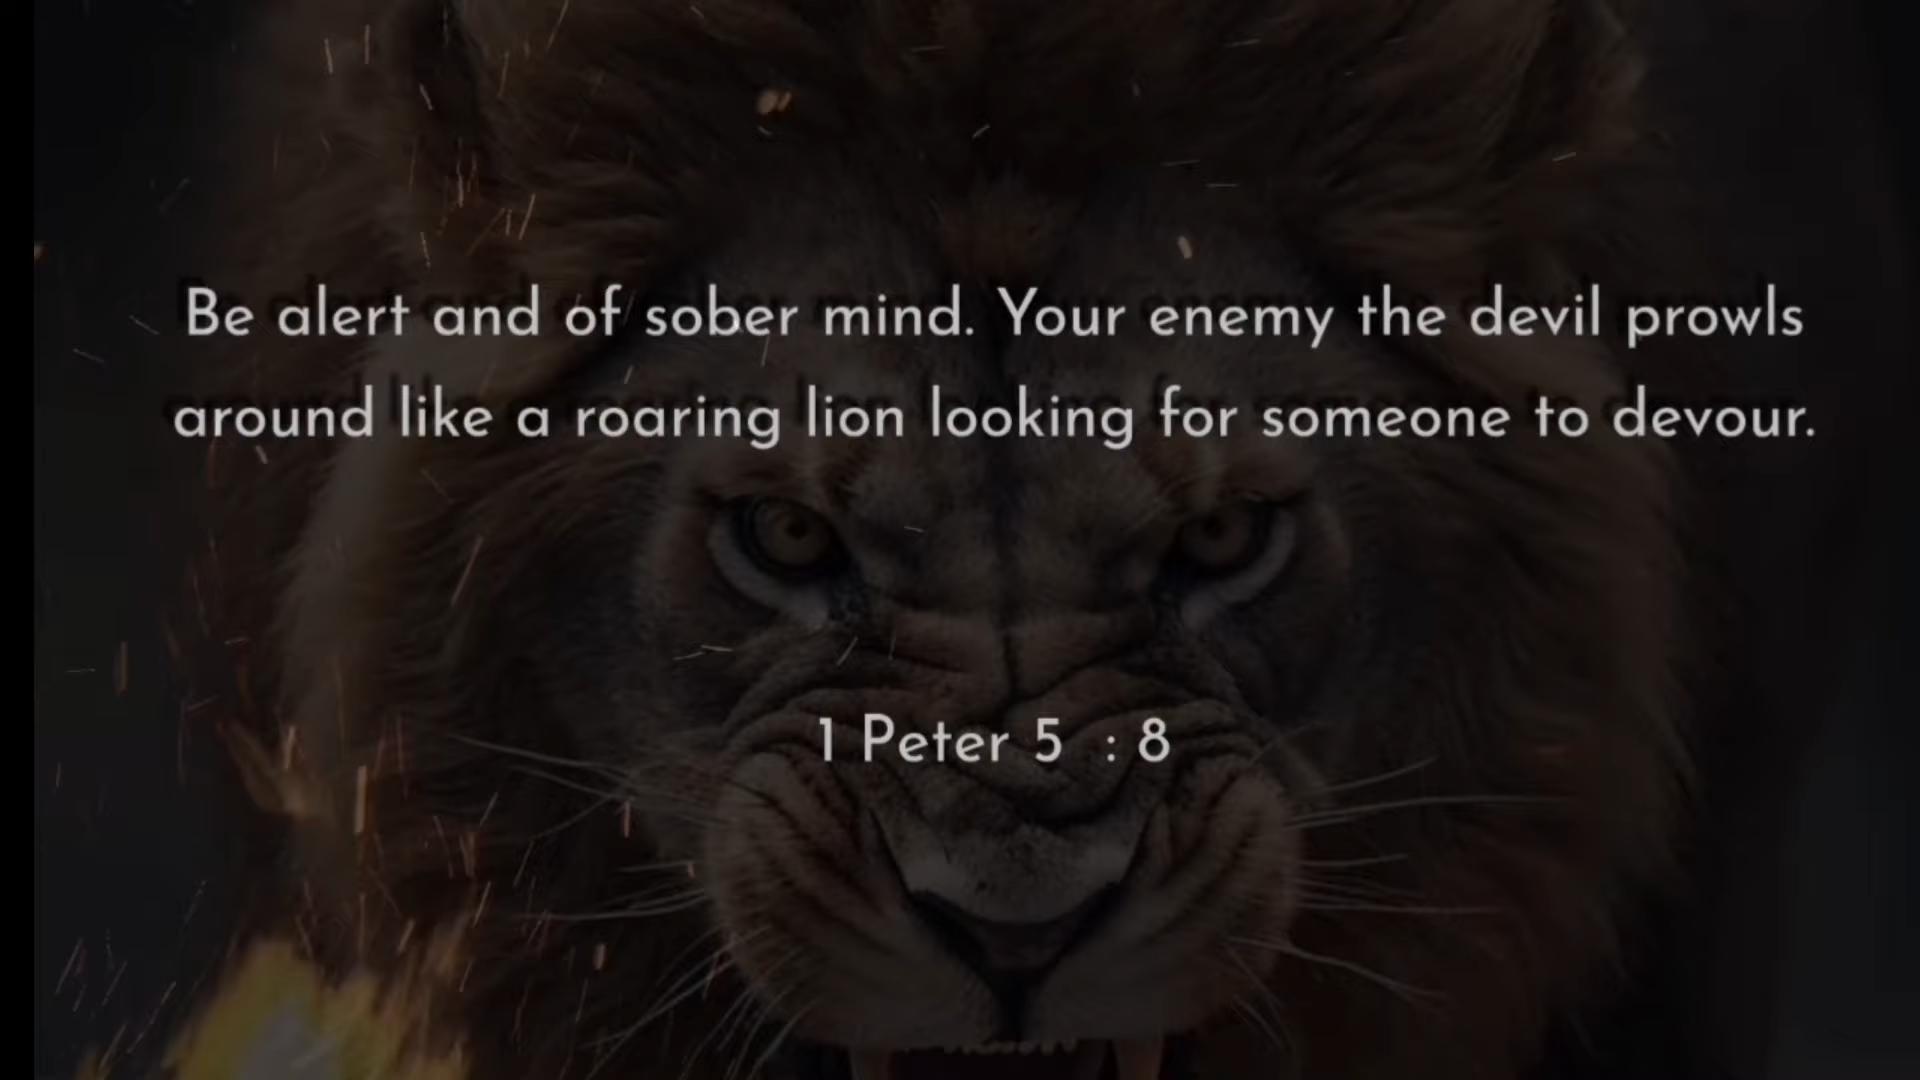 Be alert and of sober mind. Your enemy the devil prowls
around like a roaring lion looking for someone to devour.
1 Peter 5 : 8